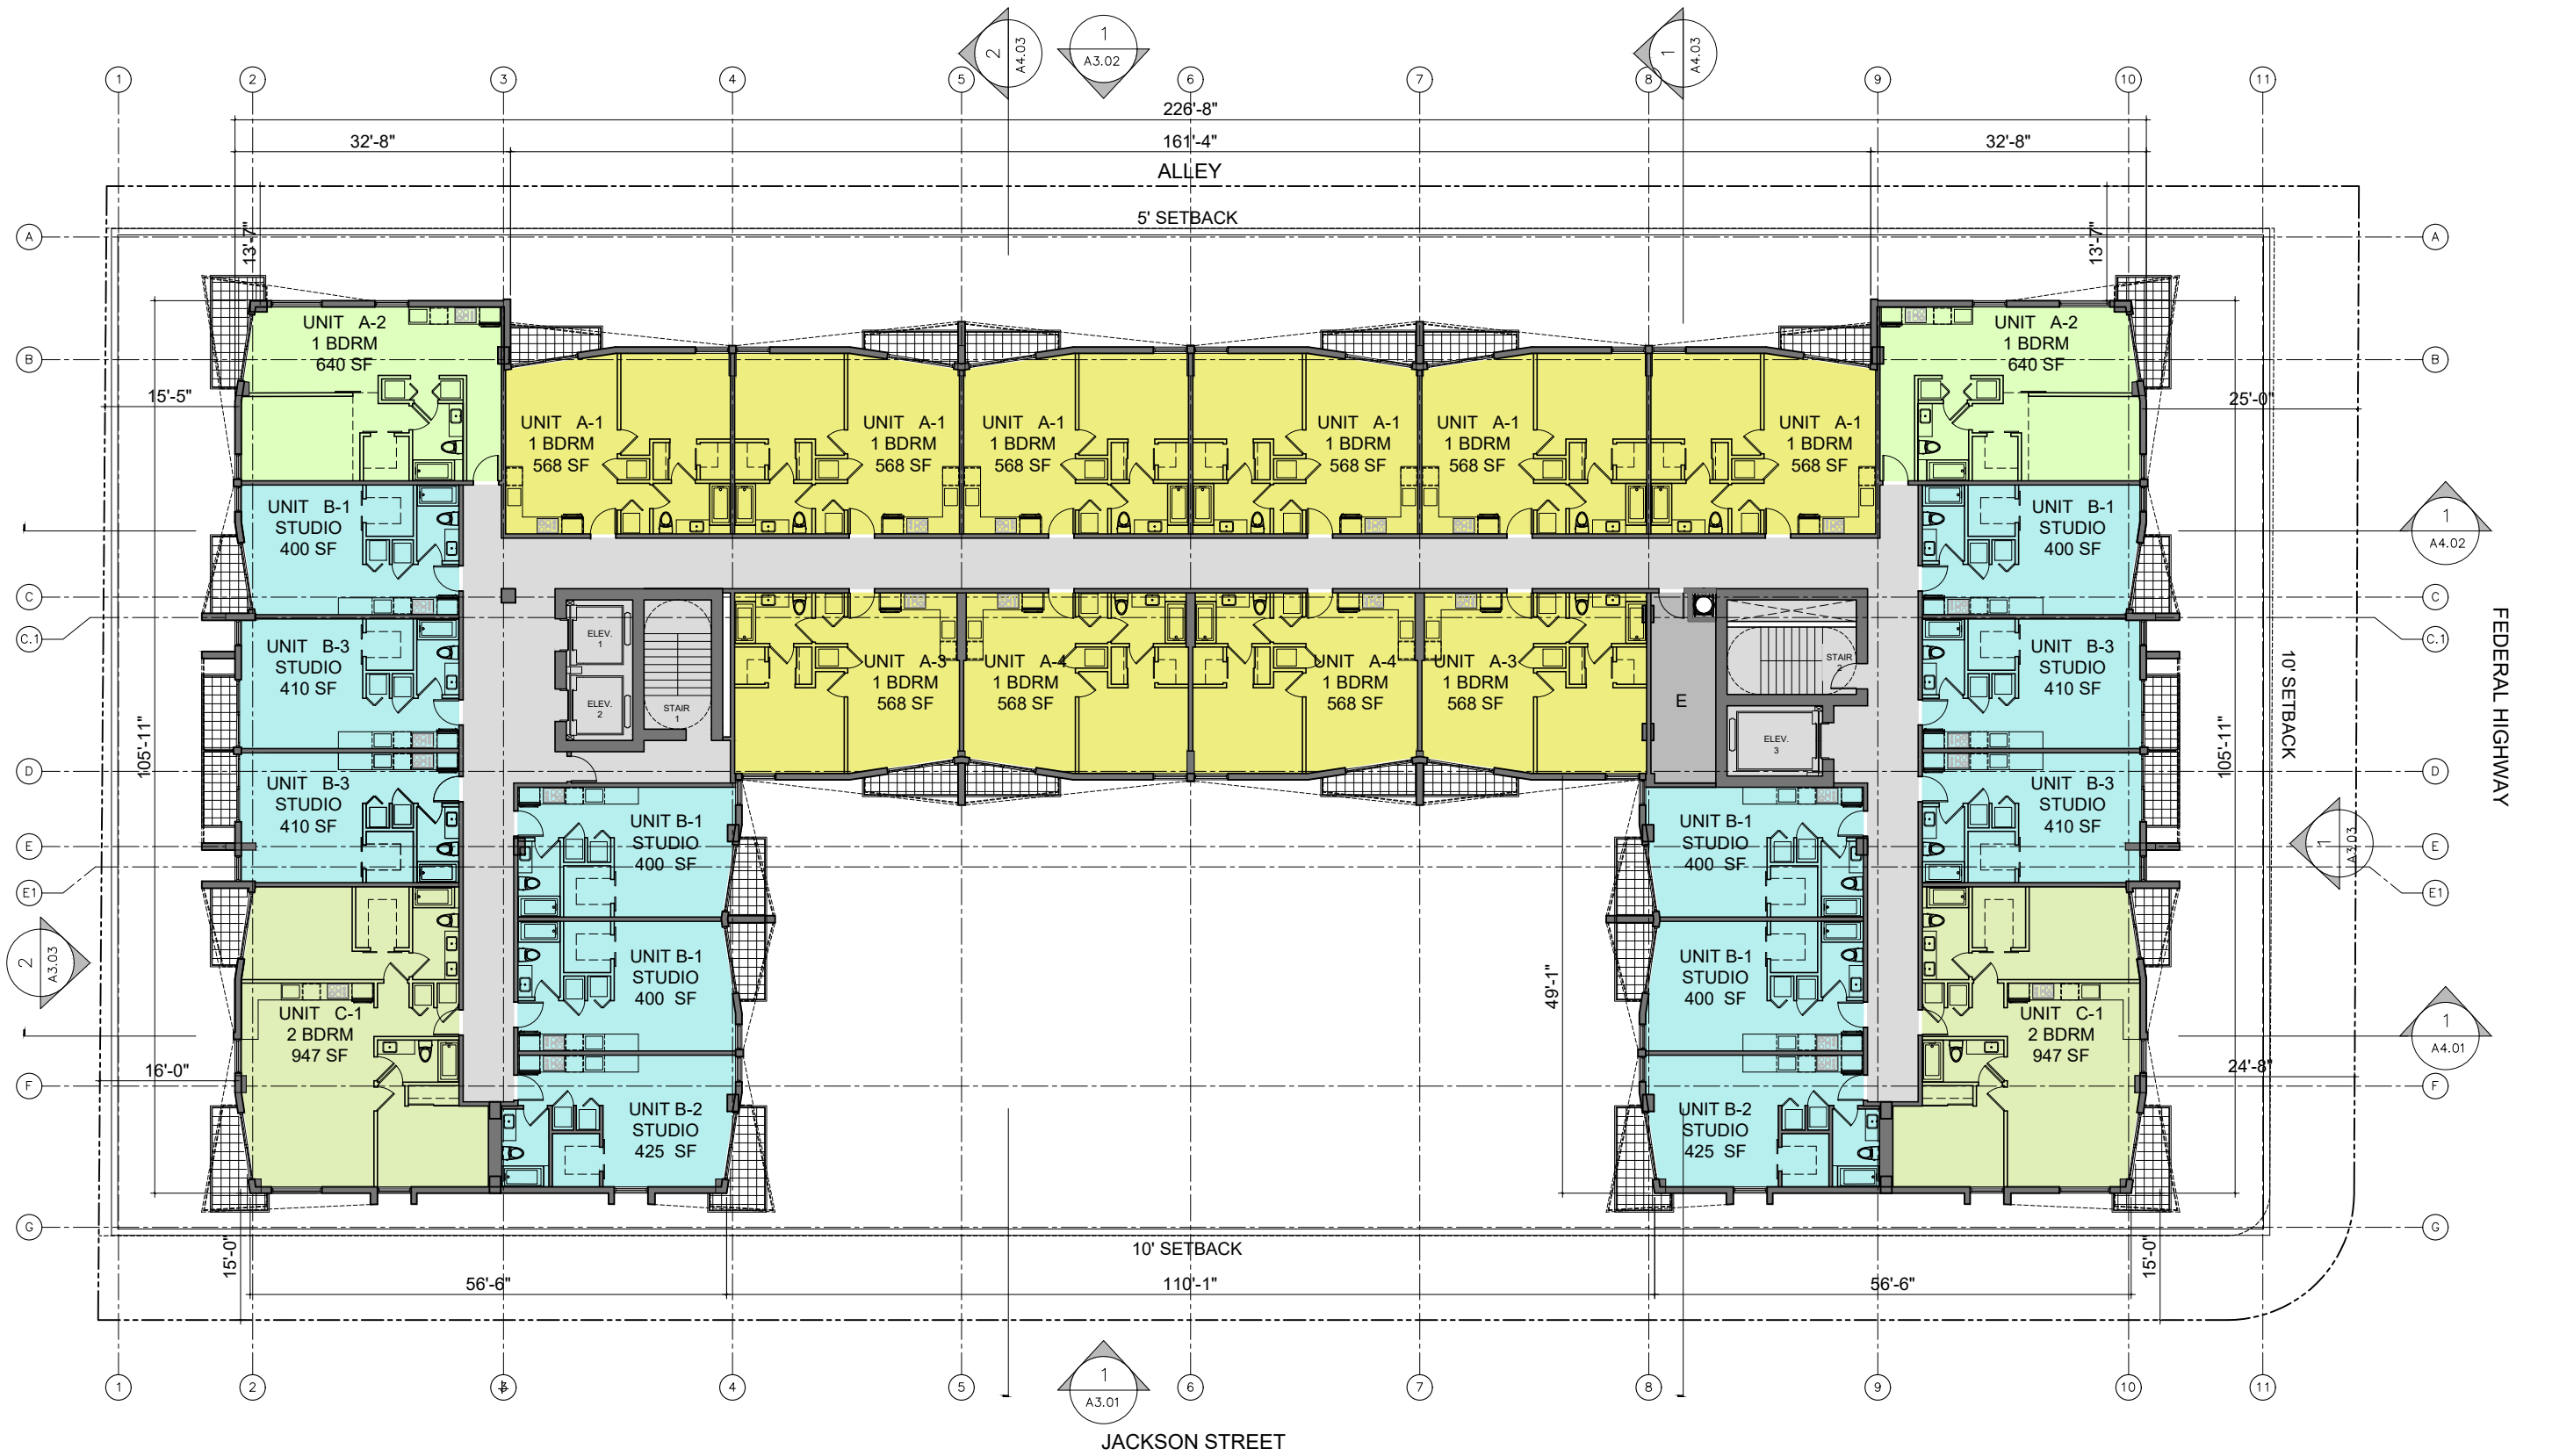 2
A4.03
1
A3.02
1
A4.03
1 2 3 4 5 6 7 8 9 10 11
226'-8"
32'-8" 161'-4" 32'-8"
ALLEY
5' SETBACK
A A
13'-7" 13'-7"
B B
15'-5" 25'-0"
UNIT A-2
1 BDRM
640 SF
UNIT A-2
1 BDRM
640 SF
UNIT A-1
1 BDRM
568 SF
UNIT A-1
1 BDRM
568 SF
UNIT A-1
1 BDRM
568 SF
UNIT A-1
1 BDRM
568 SF
UNIT A-1
1 BDRM
568 SF
UNIT A-1
1 BDRM
568 SF
UNIT B-1
STUDIO
400 SF
UNIT B-1
STUDIO
400 SF
1
A4.02
C C
C.1 C.1
UNIT B-3
STUDIO
410 SF
ELEV.
1
ELEV.
2
STAIR
1
UNIT A-3
1 BDRM
568 SF
UNIT A-4
1 BDRM
568 SF
UNIT A-4
1 BDRM
568 SF
UNIT A-3
1 BDRM
568 SF
E
STAIR
2
ELEV.
3
UNIT B-3
STUDIO
410 SF
10' SETBACK
FEDERAL HIGHWAY
105'-11" 105'-11"
D D
UNIT B-3
STUDIO
410 SF
UNIT B-3
STUDIO
410 SF
UNIT B-1
STUDIO
400 SF
UNIT B-1
STUDIO
400 SF
E E
1
A3.03
E1 E1
2
A3.03
UNIT B-1
STUDIO
400 SF
UNIT B-1
STUDIO
400 SF
49'-1"
UNIT C-1
2 BDRM
947 SF
UNIT C-1
2 BDRM
947 SF
1
A4.01
16'-0" 24'-8"
F F
UNIT B-2
STUDIO
425 SF
UNIT B-2
STUDIO
425 SF
G G
15'-0" 15'-0"
10' SETBACK
56'-6" 110'-1" 56'-6"
1 2 3 4 5 6 7 8 9 10 11
1
A3.01
JACKSON STREET